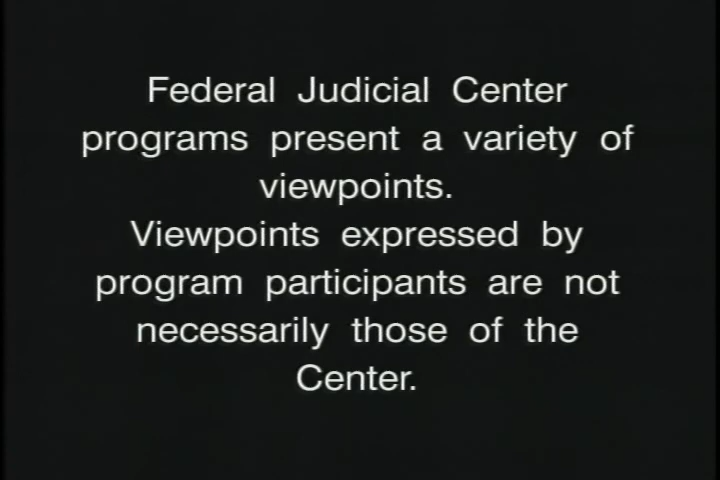 Federal Judicial Center
programs present a variety of
viewpoints.
Viewpoints expressed by
program participants are not
necessarily those of the
Center.